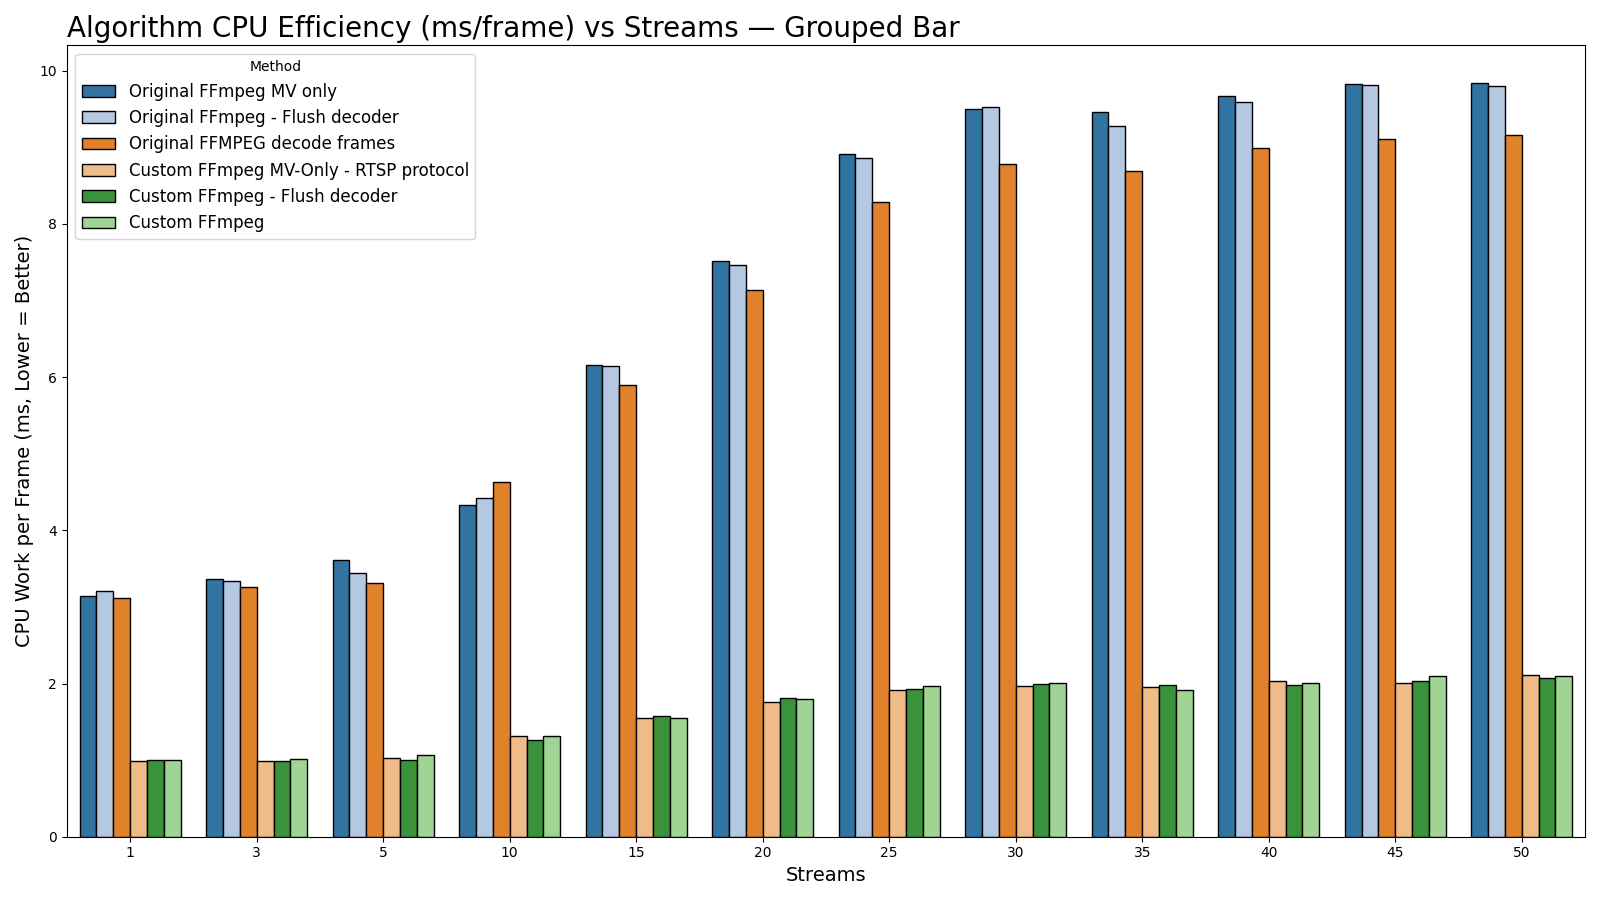 Algorithm CPU Efficiency (ms/frame) vs Streams — Grouped Bar
Method
Original FFmpeg MV only
Original FFmpeg - Flush decoder
Original FFMPEG decode frames
Custom FFmpeg MV-Only - RTSP protocol
Custom FFmpeg - Flush decoder
Custom FFmpeg
CPU Work per Frame (ms, Lower = Better)
10
8
6
4
2
0
1 3 5 10 15 20 25 30 35 40 45 50
Streams